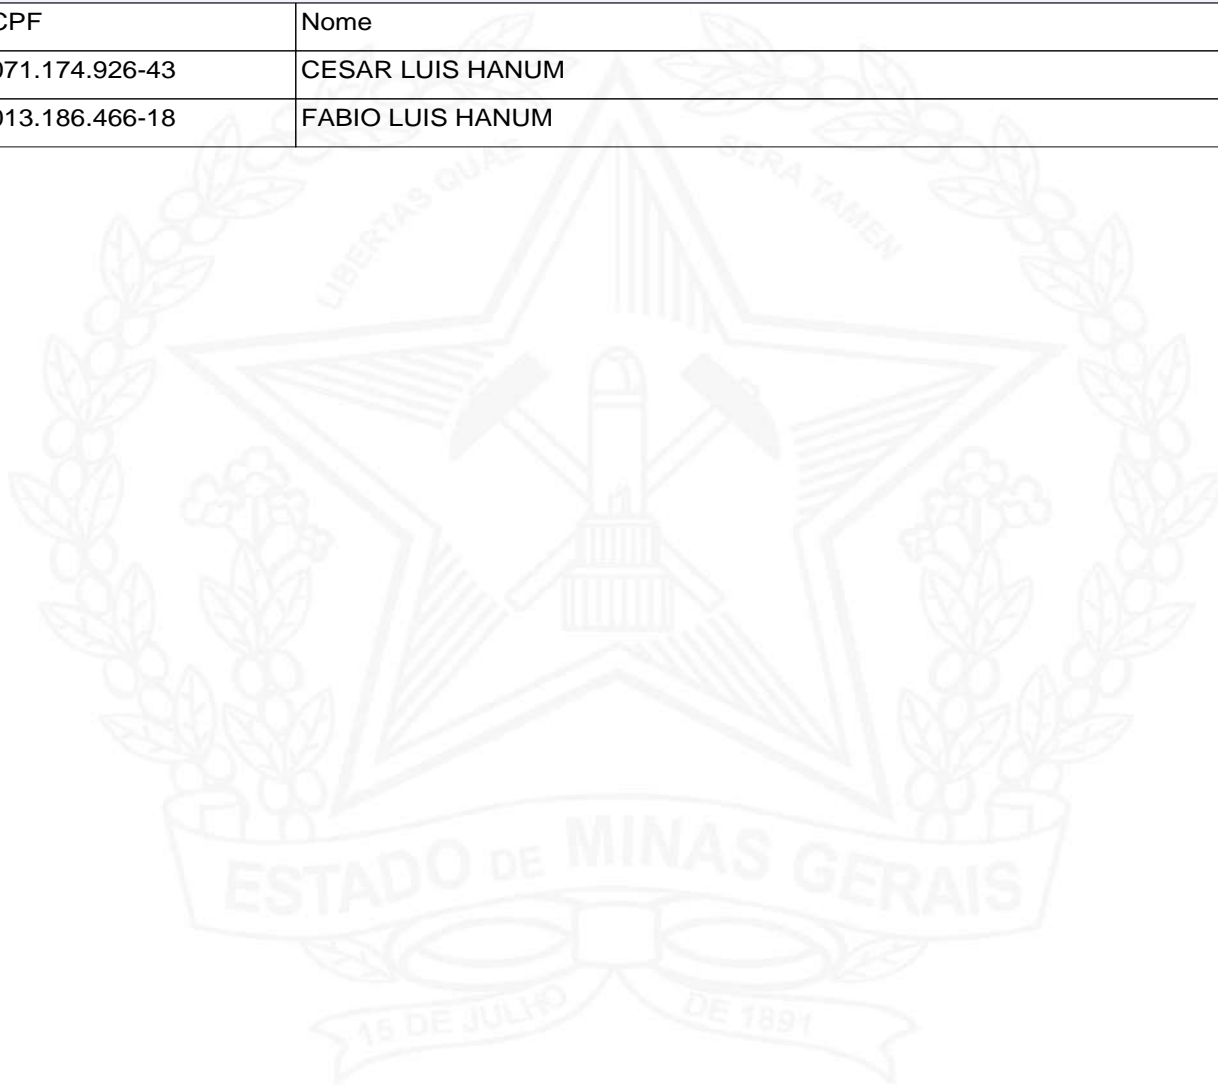 CPF Nome
071.174.926-43 CESAR LUIS HANUM
013.186.466-18 FABIO LUIS HANUM
LIBERTAS QUAE SERA TAMEN
ESTADO DE MINAS GERAIS
15 DE JULHO DE 1891